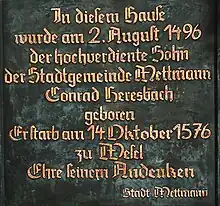 In diesem Hause
wurde am 2. August 1496
der hochverdiente Sohn
der Stadtgemeinde Mettmann
Conrad Heresbach
geboren
Er starb am 14. Oktober 1576
zu Wesel
Ehre seinem Andenken
Stadt Mettmann